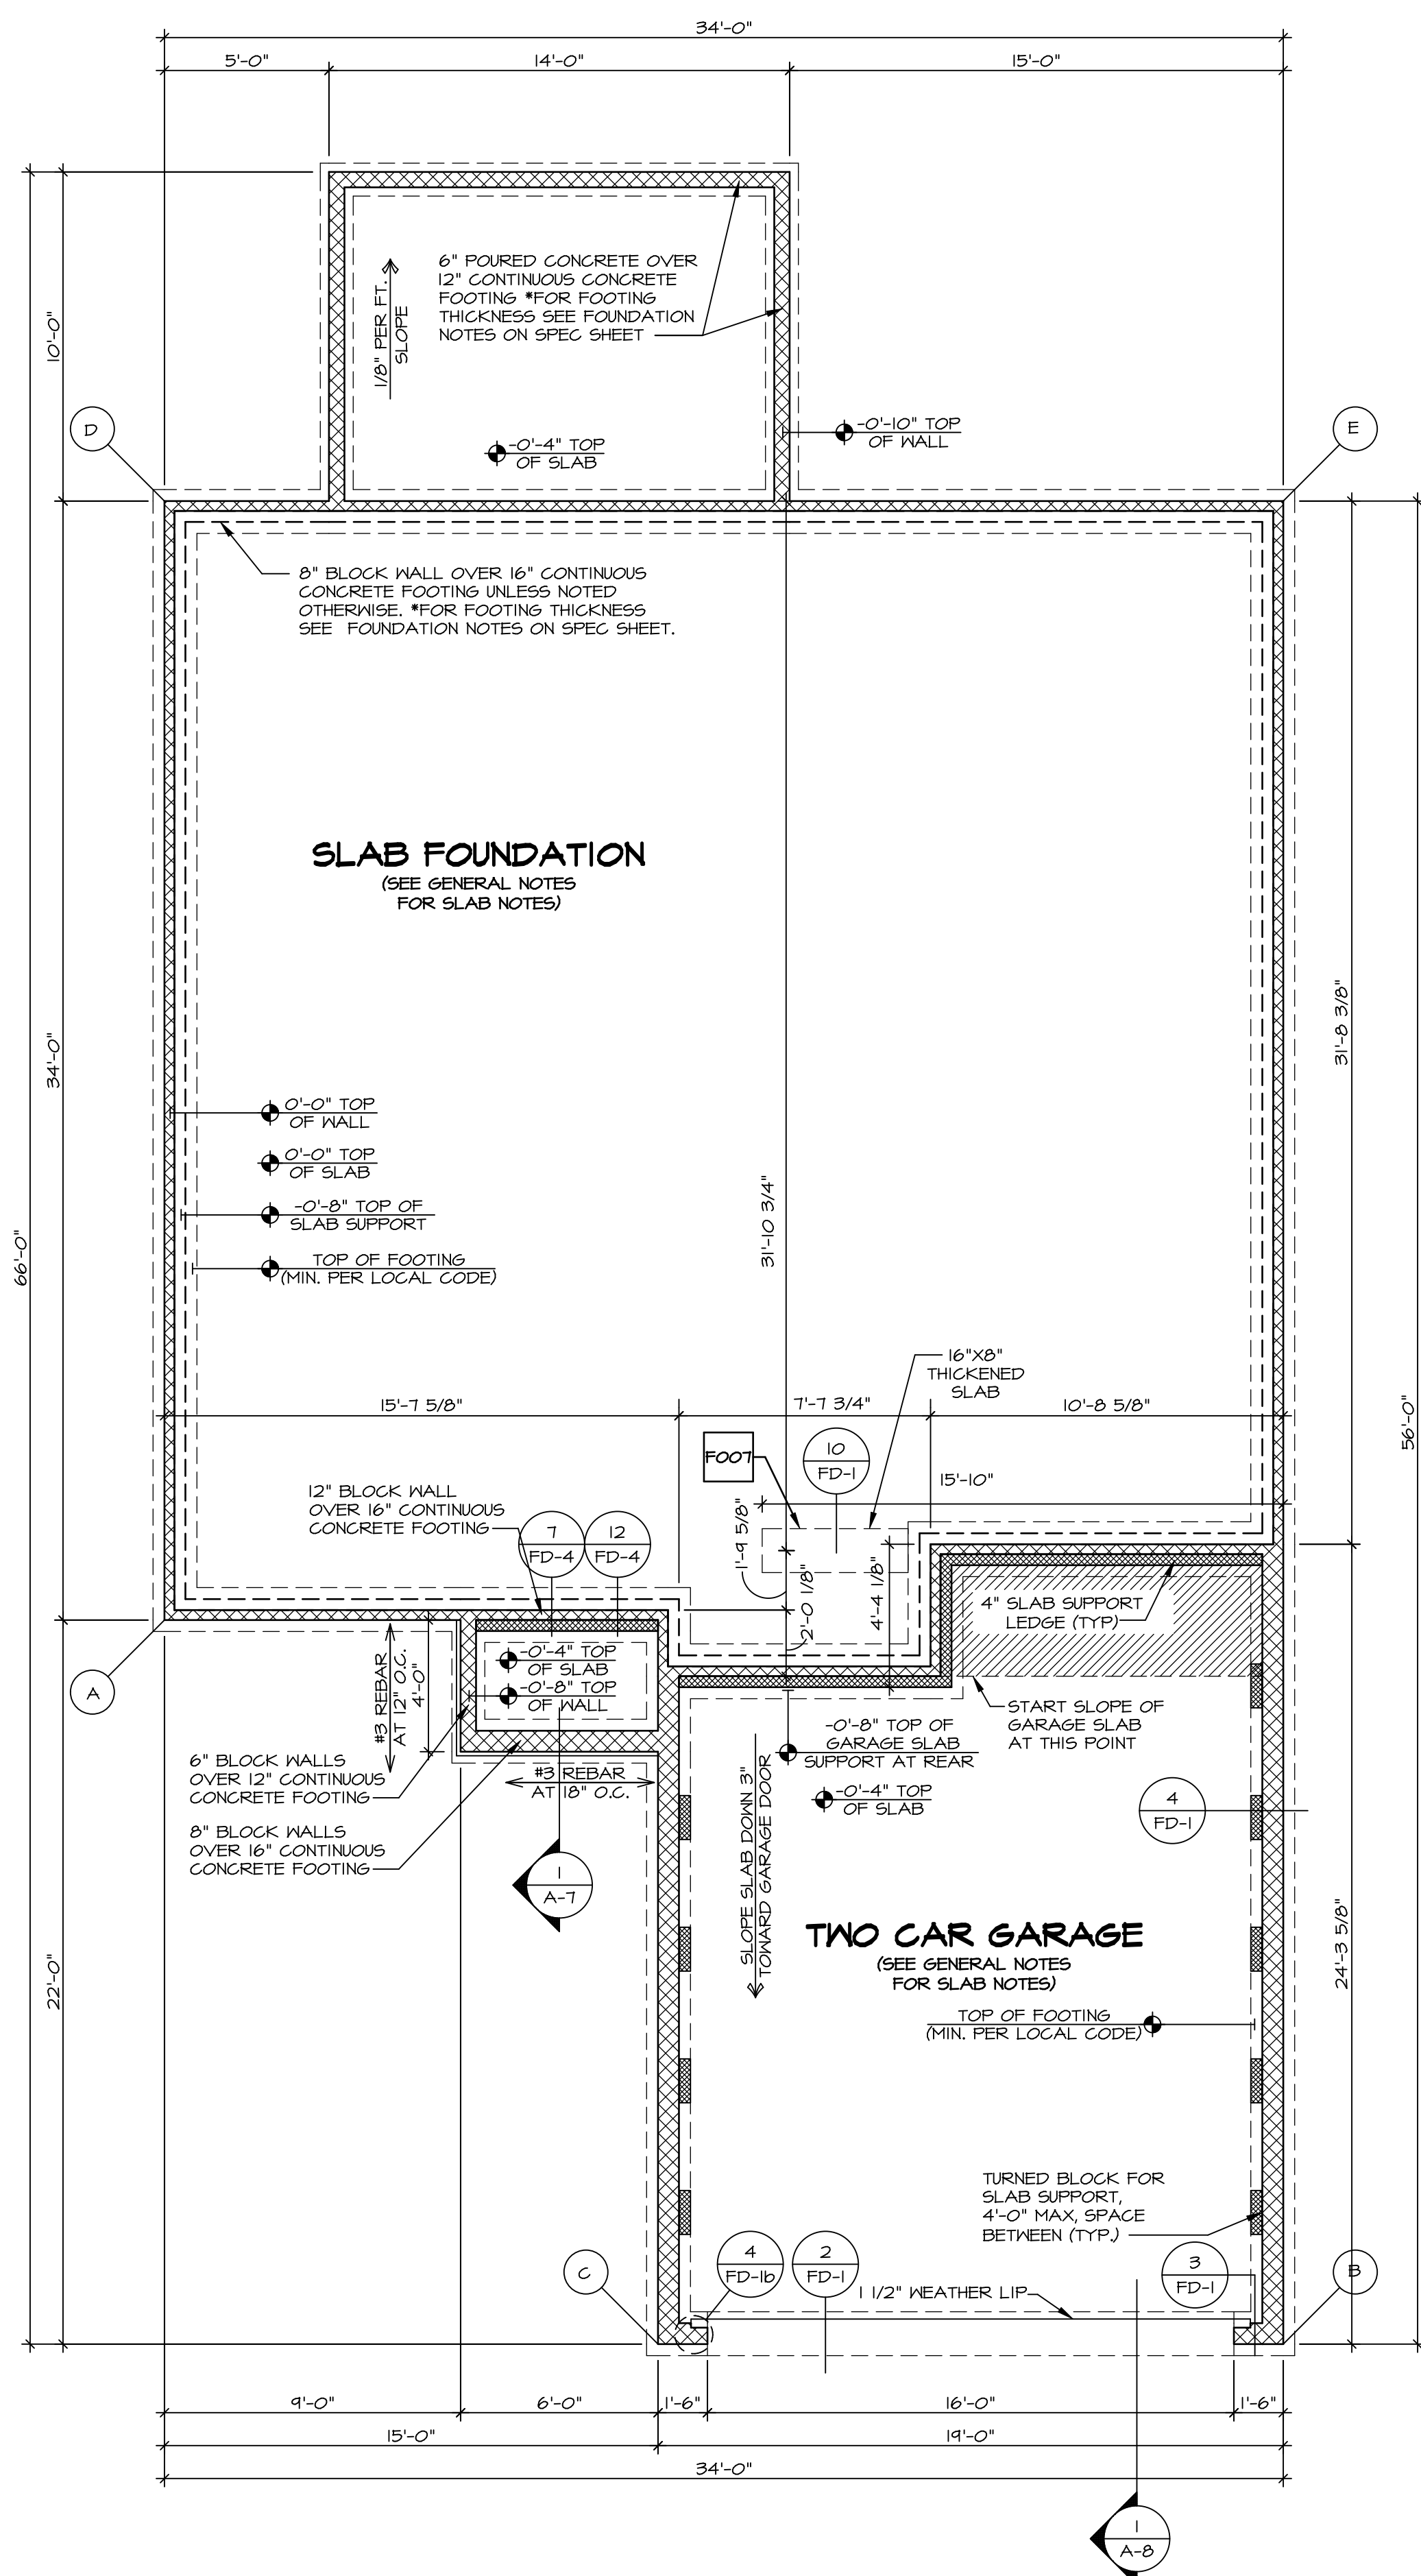 34'-0"
5'-0"
14'-0"
15'-0"
6" POURED CONCRETE OVER
12" CONTINUOUS CONCRETE
FOOTING *FOR FOOTING
THICKNESS SEE FOUNDATION
NOTES ON SPEC SHEET
1/8" PER FT.
SLOPE
10'-0"
D
E
-0'-10" TOP
OF WALL
-0'-4" TOP
OF SLAB
8" BLOCK WALL OVER 16" CONTINUOUS
CONCRETE FOOTING UNLESS NOTED
OTHERWISE. *FOR FOOTING THICKNESS
SEE FOUNDATION NOTES ON SPEC SHEET.
SLAB FOUNDATION
(SEE GENERAL NOTES
FOR SLAB NOTES)
31'-8 3/8"
34'-0"
0'-0" TOP
OF WALL
0'-0" TOP
OF SLAB
-0'-8" TOP OF
SLAB SUPPORT
TOP OF FOOTING
(MIN. PER LOCAL CODE)
66'-0"
31'-10 3/4"
56'-0"
16"X8"
THICKENED
SLAB
15'-7 5/8"
7'-7 3/4"
10'-8 5/8"
F007
10
FD-1
15'-10"
12" BLOCK WALL
OVER 16" CONTINUOUS
CONCRETE FOOTING
7
FD-4
12
FD-4
1'-9 5/8"
2'-0 1/8"
4'-4 1/8"
4" SLAB SUPPORT
LEDGE (TYP)
A
-0'-4" TOP
OF SLAB
-0'-8" TOP
OF WALL
#3 REBAR
AT 12" O.C.
4'-0"
START SLOPE OF
GARAGE SLAB
AT THIS POINT
-0'-8" TOP OF
GARAGE SLAB
SUPPORT AT REAR
-0'-4" TOP
OF SLAB
6" BLOCK WALLS
OVER 12" CONTINUOUS
CONCRETE FOOTING
#3 REBAR
AT 18" O.C.
8" BLOCK WALLS
OVER 16" CONTINUOUS
CONCRETE FOOTING
1
A-7
SLOPE SLAB DOWN 3"
TOWARD GARAGE DOOR
4
FD-1
TWO CAR GARAGE
(SEE GENERAL NOTES
FOR SLAB NOTES)
22'-0"
24'-3 5/8"
TOP OF FOOTING
(MIN. PER LOCAL CODE)
TURNED BLOCK FOR
SLAB SUPPORT,
4'-0" MAX, SPACE
BETWEEN (TYP.)
C
4
FD-1b
2
FD-1
3
FD-1
B
1 1/2" WEATHER LIP
9'-0"
6'-0"
1'-6"
16'-0"
1'-6"
15'-0"
19'-0"
34'-0"
1
A-8